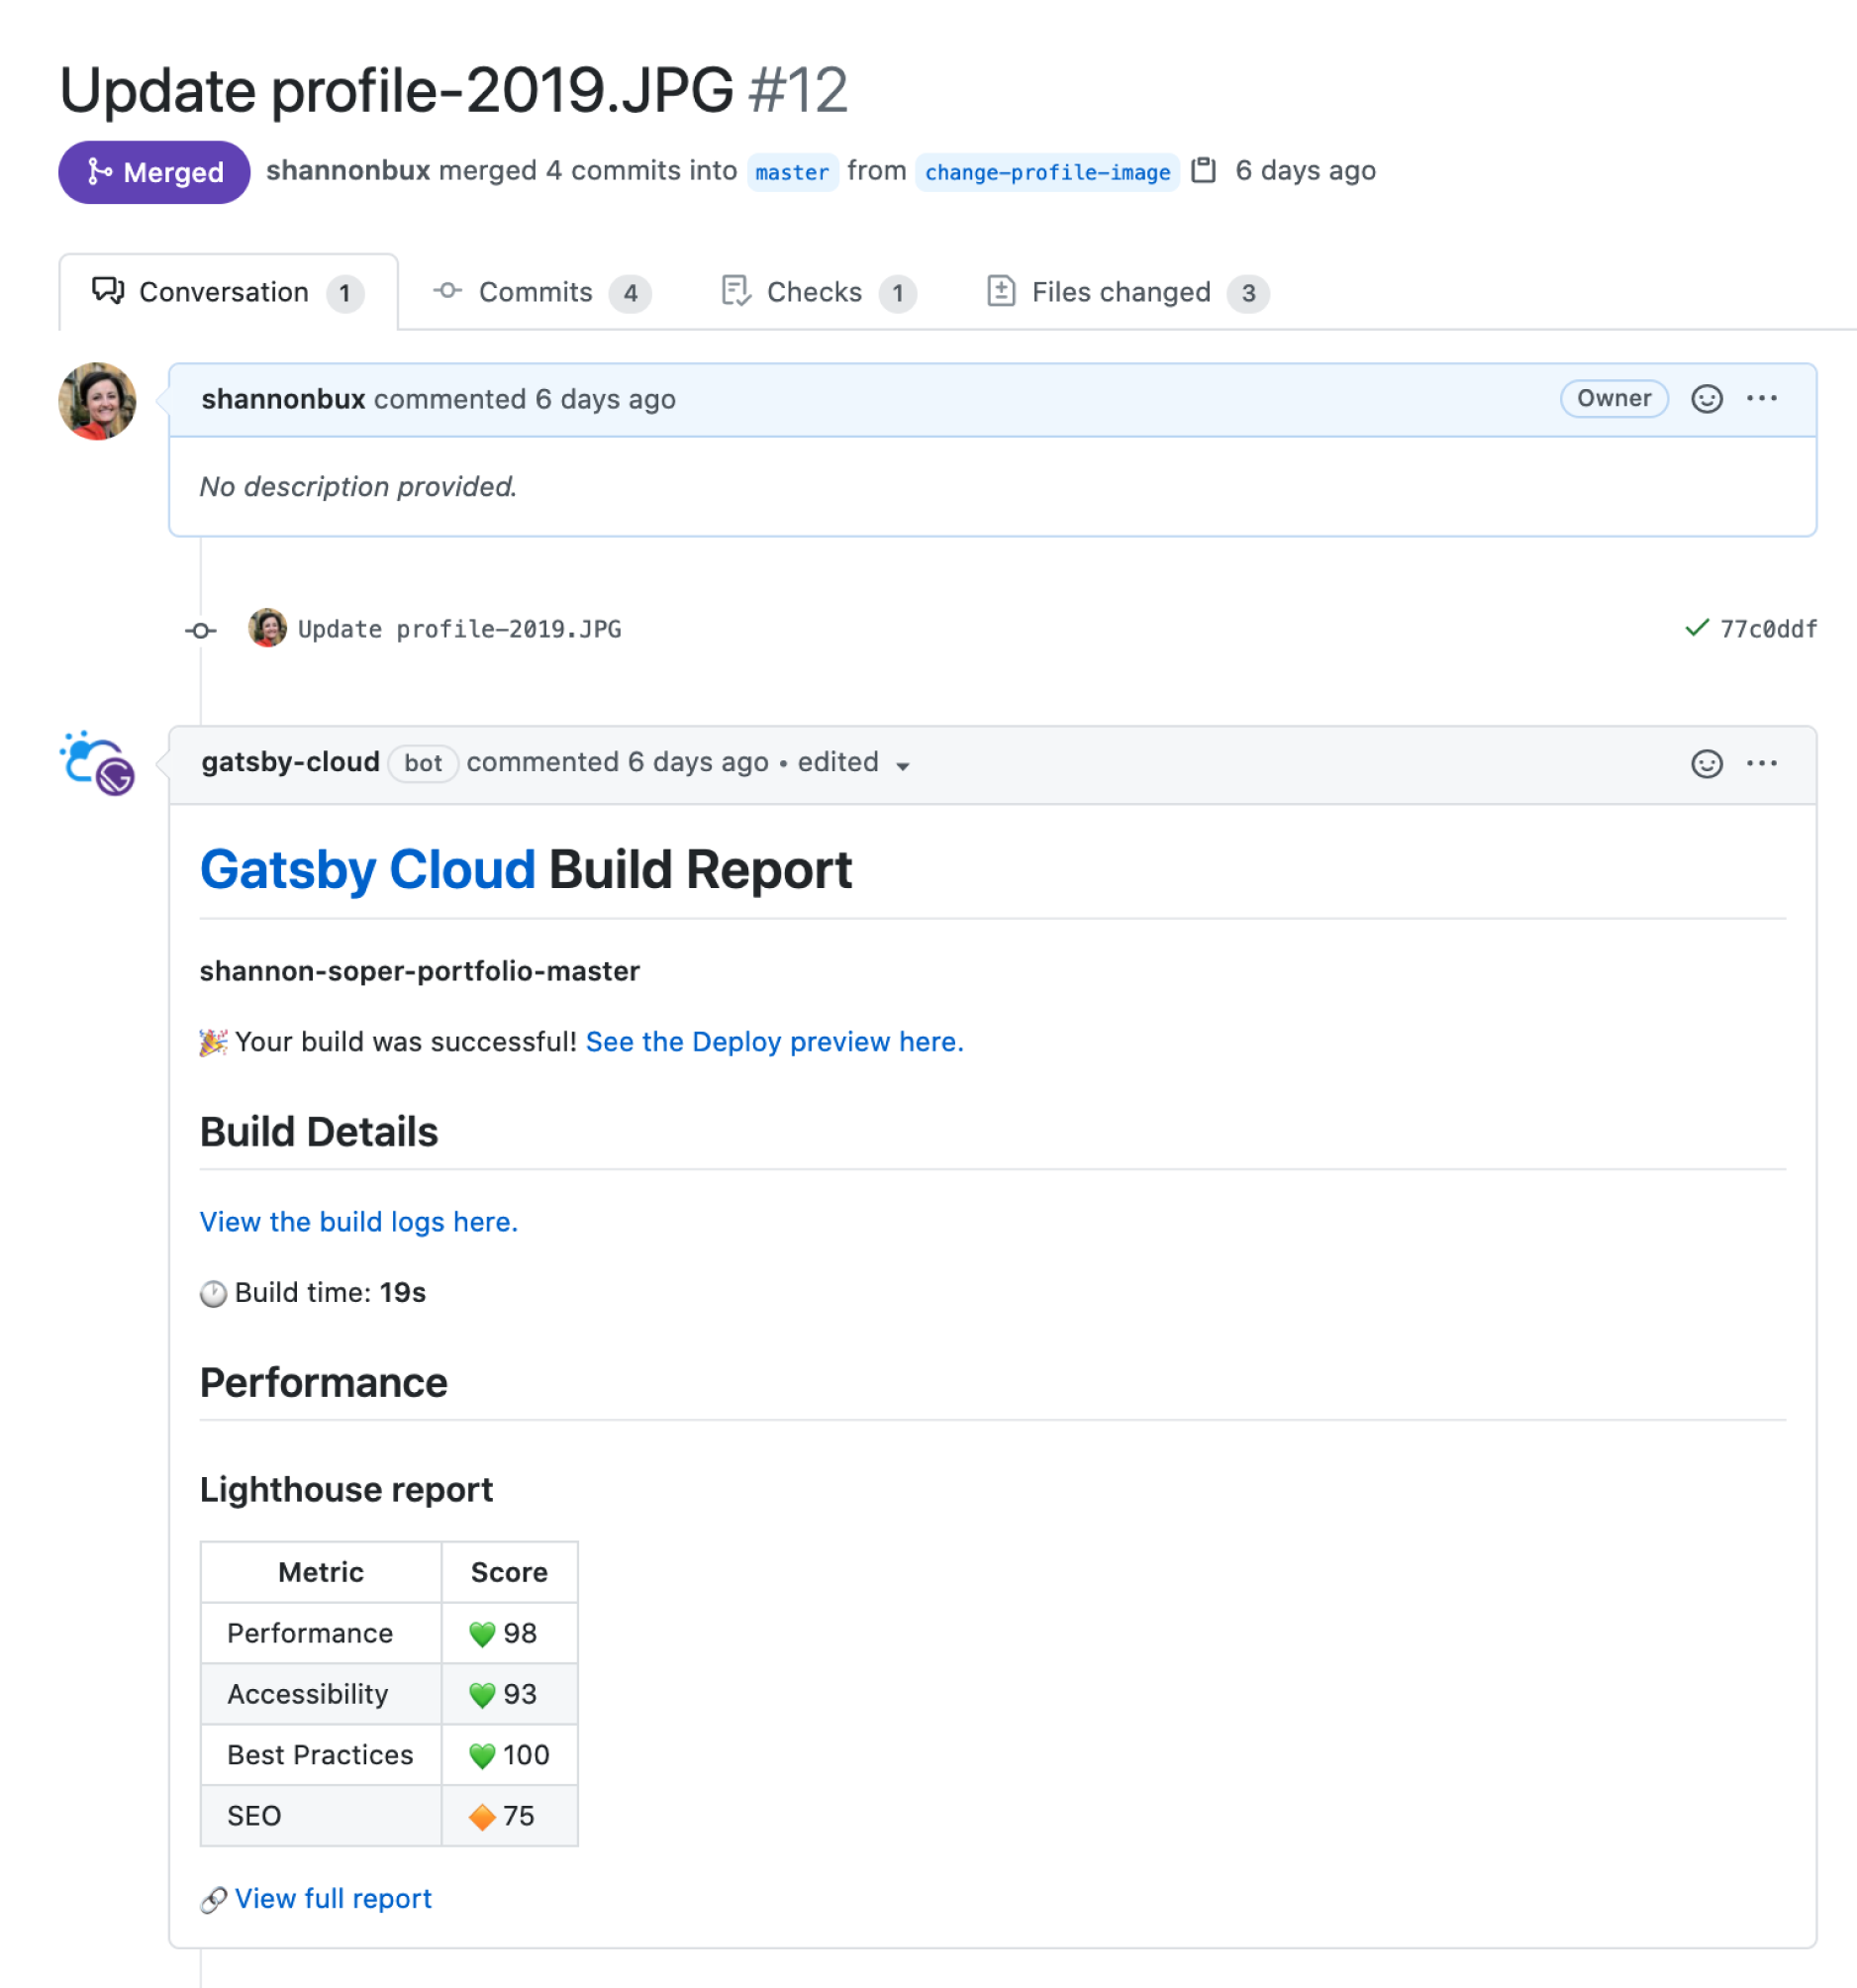 Update profile-2019.JPG #12
Merged shannonbux merged 4 commits into master from change-profile-image 6 days ago
Conversation 1 Commits 4 Checks 1 Files changed 3
shannonbux commented 6 days ago Owner
No description provided.
Update profile-2019.JPG 77c0ddf
gatsby-cloud bot commented 6 days ago • edited
Gatsby Cloud Build Report
shannon-soper-portfolio-master
🎉 Your build was successful! See the Deploy preview here.
Build Details
View the build logs here.
🕐 Build time: 19s
Performance
Lighthouse report
Metric Score
Performance 💚 98
Accessibility 💚 93
Best Practices 💚 100
SEO 🔶 75
🔗 View full report